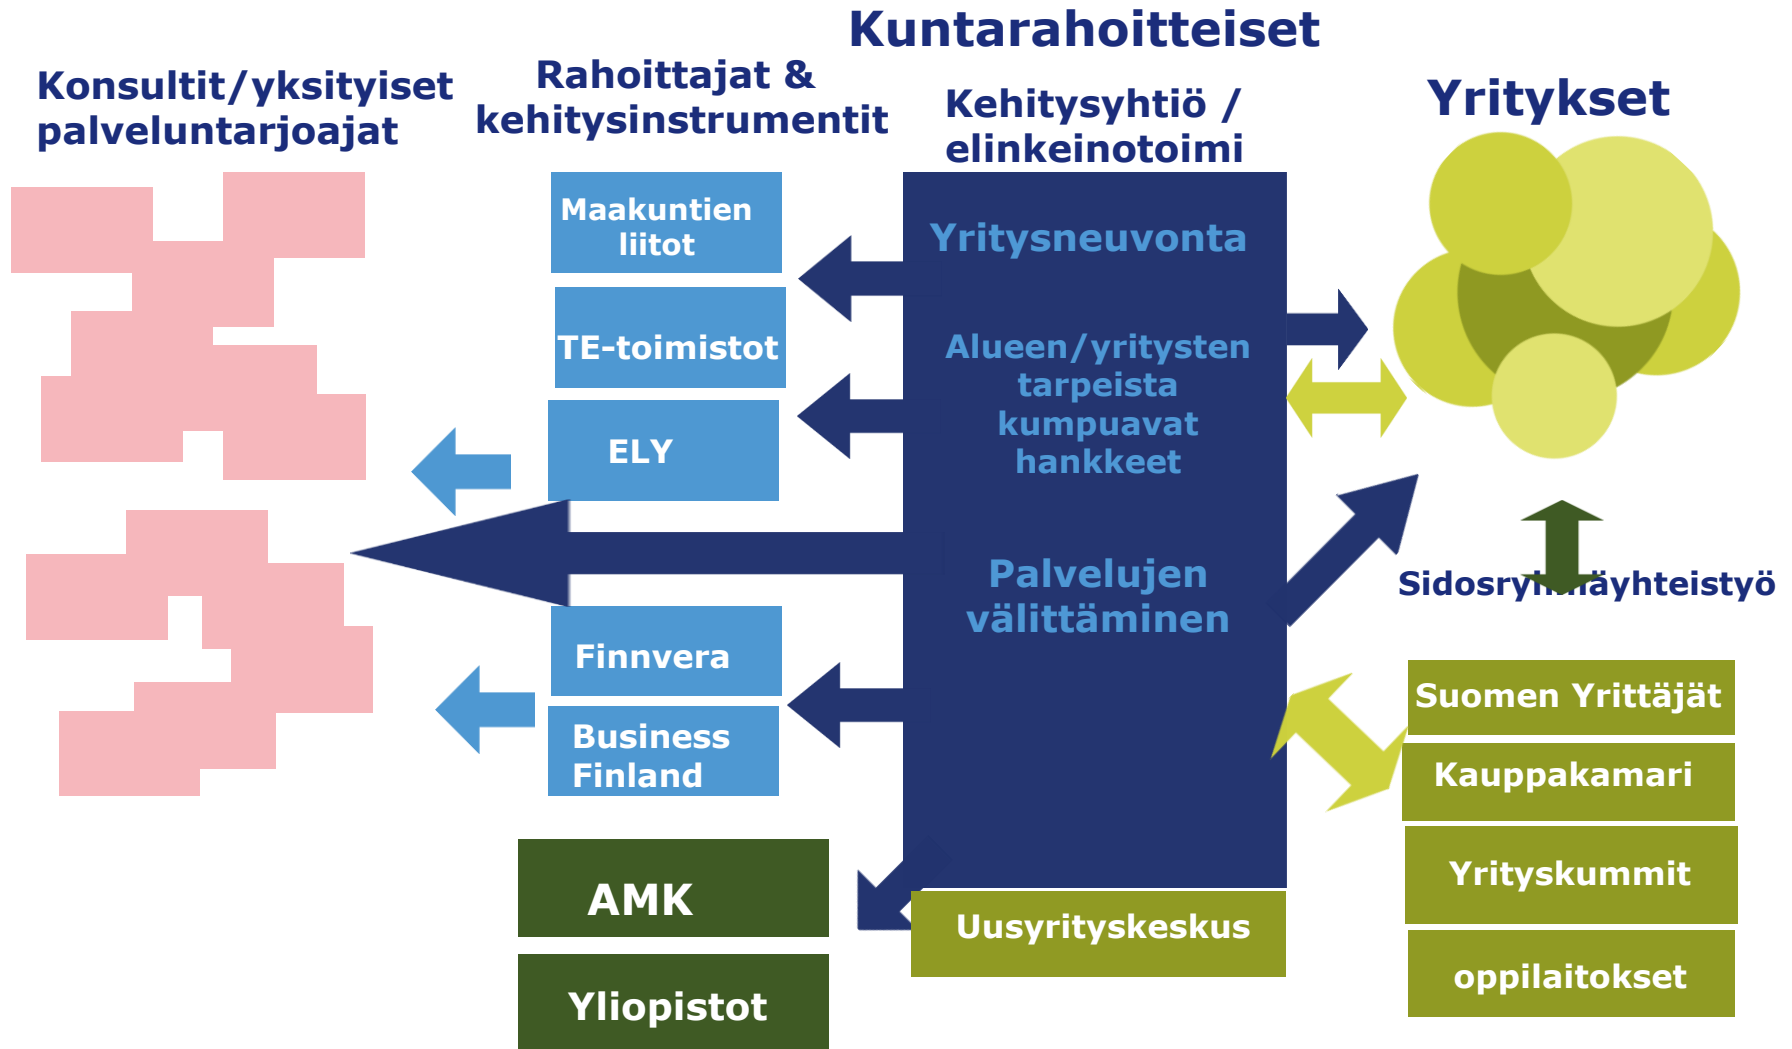 Kuntarahoitteiset
Konsultit/yksityiset
palveluntarjoajat
Rahoittajat &
kehitysinstrumentit
Kehitysyhtiö /
elinkeinotoimi
Yritykset
Maakuntien
liitot
TE-toimistot
ELY
Finnvera
Business
Finland
AMK
Yliopistot
Yritysneuvonta
Alueen/yritysten
tarpeista
kumpuavat
hankkeet
Palvelujen
välittäminen
Uusyrityskeskus
Sidosryhmäyhteistyö
Suomen Yrittäjät
Kauppakamari
Yrityskummit
oppilaitokset